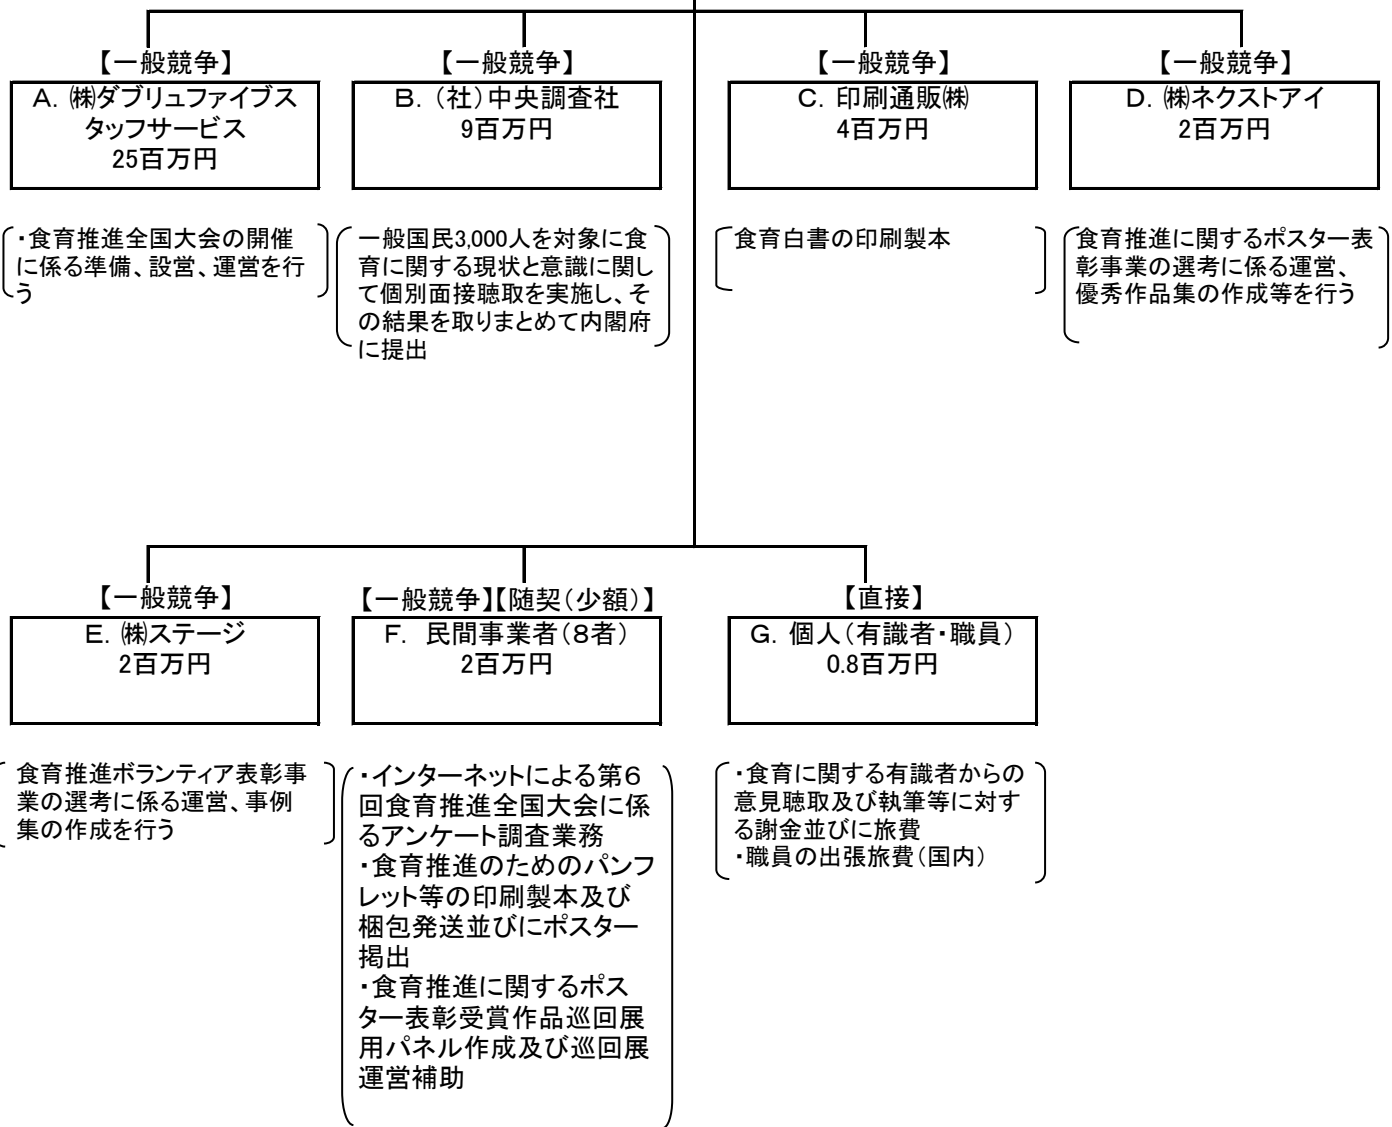 【一般競争】
A. ㈱ダブリュファイブス
タッフサービス
25百万円
・食育推進全国大会の開催
に係る準備、設営、運営を行
う
【一般競争】
B. (社)中央調査社
9百万円
一般国民3,000人を対象に食
育に関する現状と意識に関し
て個別面接聴取を実施し、そ
の結果を取りまとめて内閣府
に提出
【一般競争】
C. 印刷通販㈱
4百万円
食育白書の印刷製本
【一般競争】
D. ㈱ネクストアイ
2百万円
食育推進に関するポスター表
彰事業の選考に係る運営、
優秀作品集の作成等を行う
【一般競争】
E. ㈱ステージ
2百万円
食育推進ボランティア表彰事
業の選考に係る運営、事例
集の作成を行う
【一般競争】【随契(少額)】
F. 民間事業者(8者)
2百万円
・インターネットによる第6
回食育推進全国大会に係
るアンケート調査業務
・食育推進のためのパンフ
レット等の印刷製本及び
梱包発送並びにポスター
掲出
・食育推進に関するポス
ター表彰受賞作品巡回展
用パネル作成及び巡回展
運営補助
【直接】
G. 個人(有識者・職員)
0.8百万円
・食育に関する有識者からの
意見聴取及び執筆等に対す
る謝金並びに旅費
・職員の出張旅費(国内)